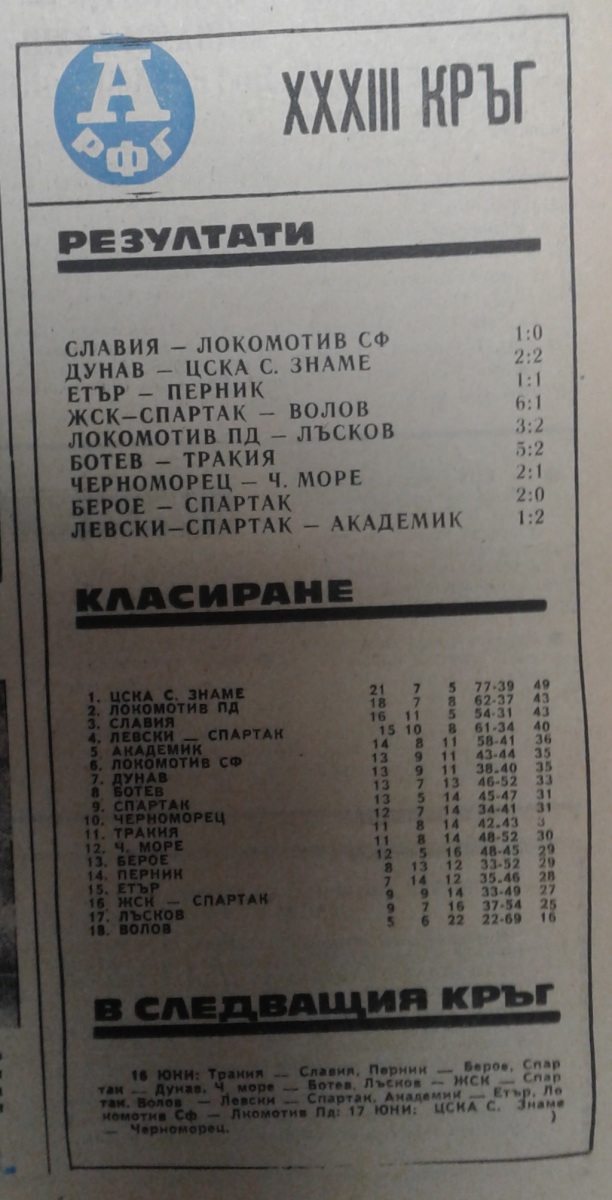 А
РФГ
XXXIII КРЪГ
РЕЗУЛТАТИ
СЛАВИЯ — ЛОКОМОТИВ СФ 1:0
ДУНАВ — ЦСКА С. ЗНАМЕ 2:2
ЕТЪР — ПЕРНИК 1:1
ЖСК—СПАРТАК — ВОЛОВ 6:1
ЛОКОМОТИВ ПД — ЛЪСКОВ 3:2
БОТЕВ — ТРАКИЯ 5:2
ЧЕРНОМОРЕЦ — Ч. МОРЕ 2:1
БЕРОЕ — СПАРТАК 2:0
ЛЕВСКИ—СПАРТАК — АКАДЕМИК 1:2
КЛАСИРАНЕ
1. ЦСКА С. ЗНАМЕ 21 7 5 77-39 49
2. ЛОКОМОТИВ ПД 18 7 8 62-37 43
3. СЛАВИЯ 16 11 5 54-31 43
4. ЛЕВСКИ — СПАРТАК 15 10 8 61-34 40
5 АКАДЕМИК 14 8 11 58-41 36
6. ЛОКОМОТИВ СФ 13 9 11 43-44 35
7. ДУНАВ 13 9 11 38.40 35
8 БОТЕВ 13 7 13 46-52 33
9. СПАРТАК 13 5 14 45-47 31
10. ЧЕРНОМОРЕЦ 12 7 14 34-41 31
11. ТРАКИЯ 11 8 14 42.43 3
12. Ч. МОРЕ 11 8 14 48-52 30
13. БЕРОЕ 12 5 16 48-45 29
14. ПЕРНИК 8 13 12 33-52 29
15. ЕТЪР 7 14 12 35.46 28
16 ЖСК — СПАРТАК 9 9 14 33-49 27
17. ЛЪСКОВ 9 7 16 37-54 25
18. ВОЛОВ 5 6 22 22-69 16
В СЛЕДВАЩИЯ КРЪГ
16 ЮНИ: Тракия — Славия, Перник — Берое, Спар
так — Дунав, Ч. море — Ботев, Лъсков — ЖСК — Спар
так, Волов — Левски — Спартак, Академик — Етър, Ло
комотив Сф — Лкомотив Пд: 17 ЮНИ: ЦСКА С. Знаме
— Черноморец. )